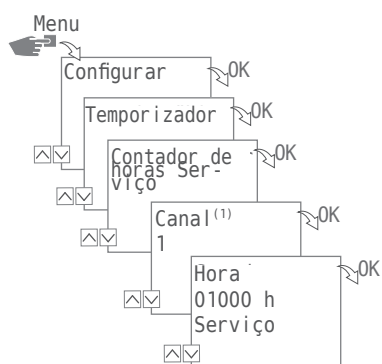 Menu
Configurar
OK
Temporizador
OK
Contador de
horas Ser-
viço
OK
Canal(1)
1
OK
Hora
01000 h
Serviço
OK